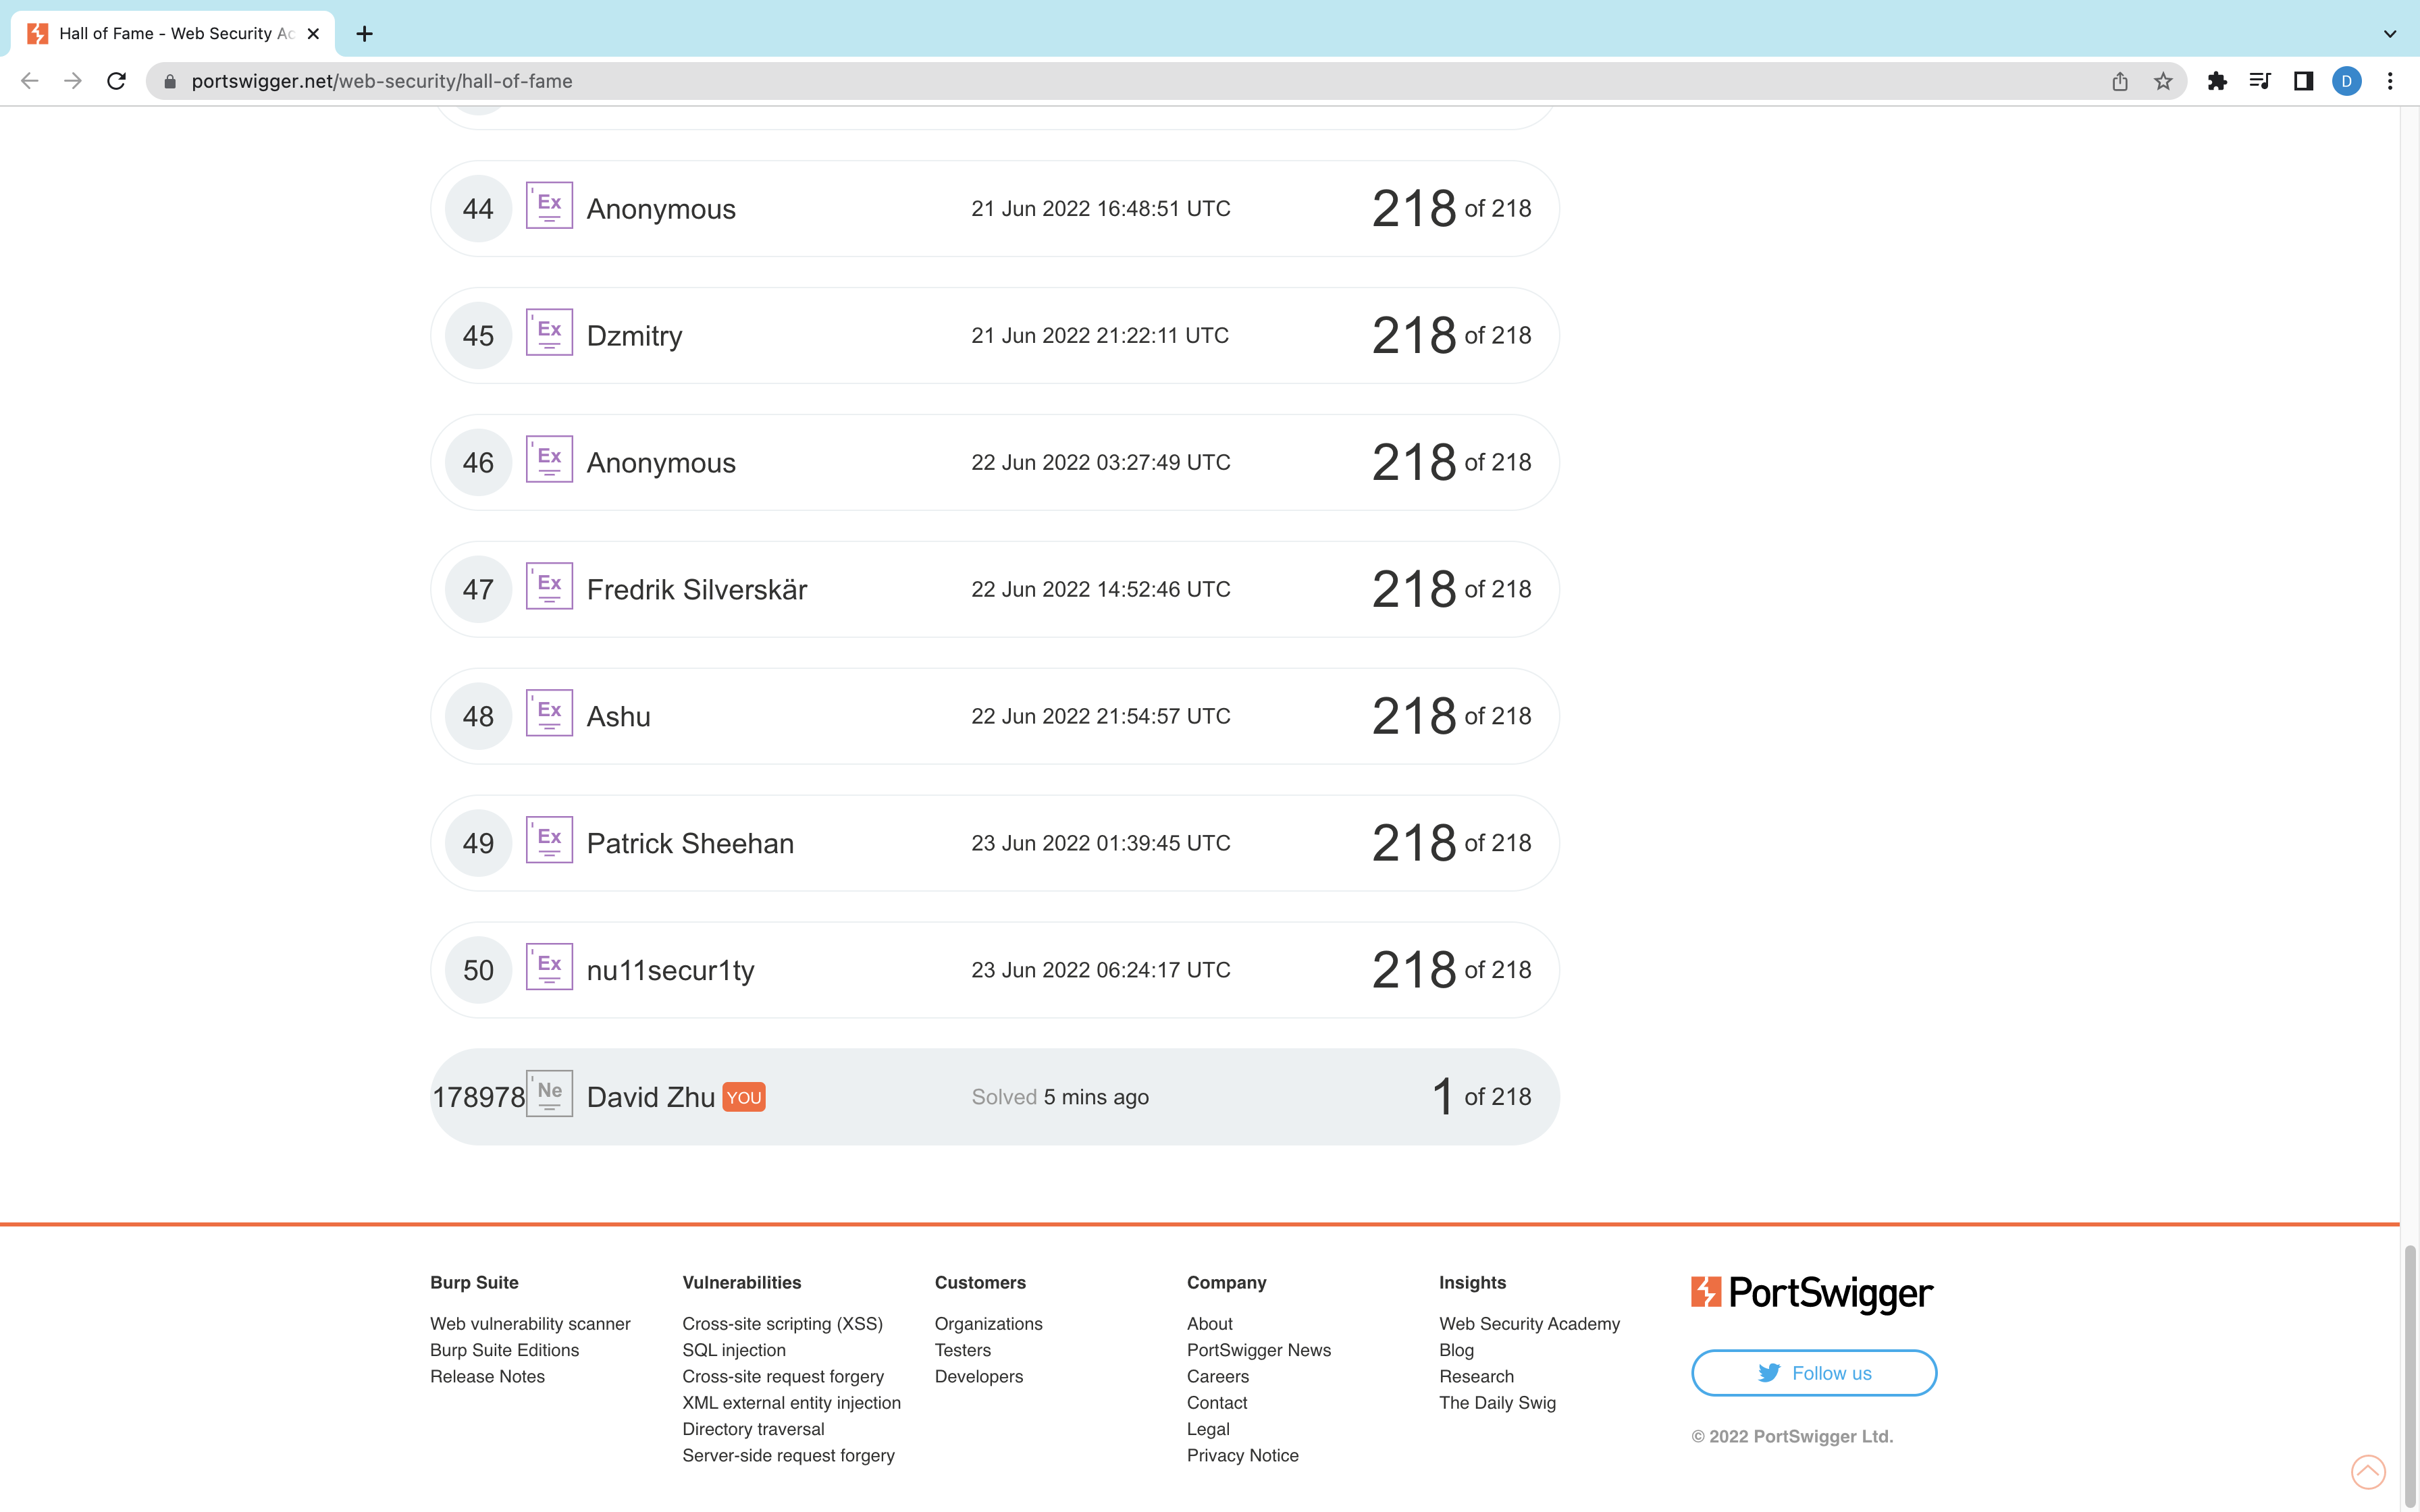 Hall of Fame - Web Security Ac
portswigger.net/web-security/hall-of-fame
D
44 Ex Anonymous 21 Jun 2022 16:48:51 UTC 218 of 218
45 Ex Dzmitry 21 Jun 2022 21:22:11 UTC 218 of 218
46 Ex Anonymous 22 Jun 2022 03:27:49 UTC 218 of 218
47 Ex Fredrik Silverskär 22 Jun 2022 14:52:46 UTC 218 of 218
48 Ex Ashu 22 Jun 2022 21:54:57 UTC 218 of 218
49 Ex Patrick Sheehan 23 Jun 2022 01:39:45 UTC 218 of 218
50 Ex nu11secur1ty 23 Jun 2022 06:24:17 UTC 218 of 218
178978 Ne David Zhu YOU Solved 5 mins ago 1 of 218
Burp Suite
Web vulnerability scanner
Burp Suite Editions
Release Notes
Vulnerabilities
Cross-site scripting (XSS)
SQL injection
Cross-site request forgery
XML external entity injection
Directory traversal
Server-side request forgery
Customers
Organizations
Testers
Developers
Company
About
PortSwigger News
Careers
Contact
Legal
Privacy Notice
Insights
Web Security Academy
Blog
Research
The Daily Swig
PortSwigger
Follow us
© 2022 PortSwigger Ltd.